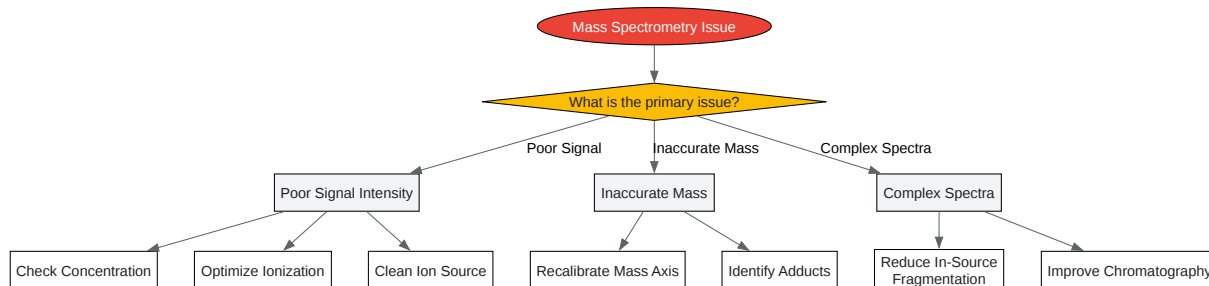 Mass Spectrometry Issue
What is the primary issue?
Poor Signal
Inaccurate Mass
Complex Spectra
Poor Signal Intensity
Inaccurate Mass
Complex Spectra
Check Concentration
Optimize Ionization
Clean Ion Source
Recalibrate Mass Axis
Identify Adducts
Reduce In-Source
Fragmentation
Improve Chromatography